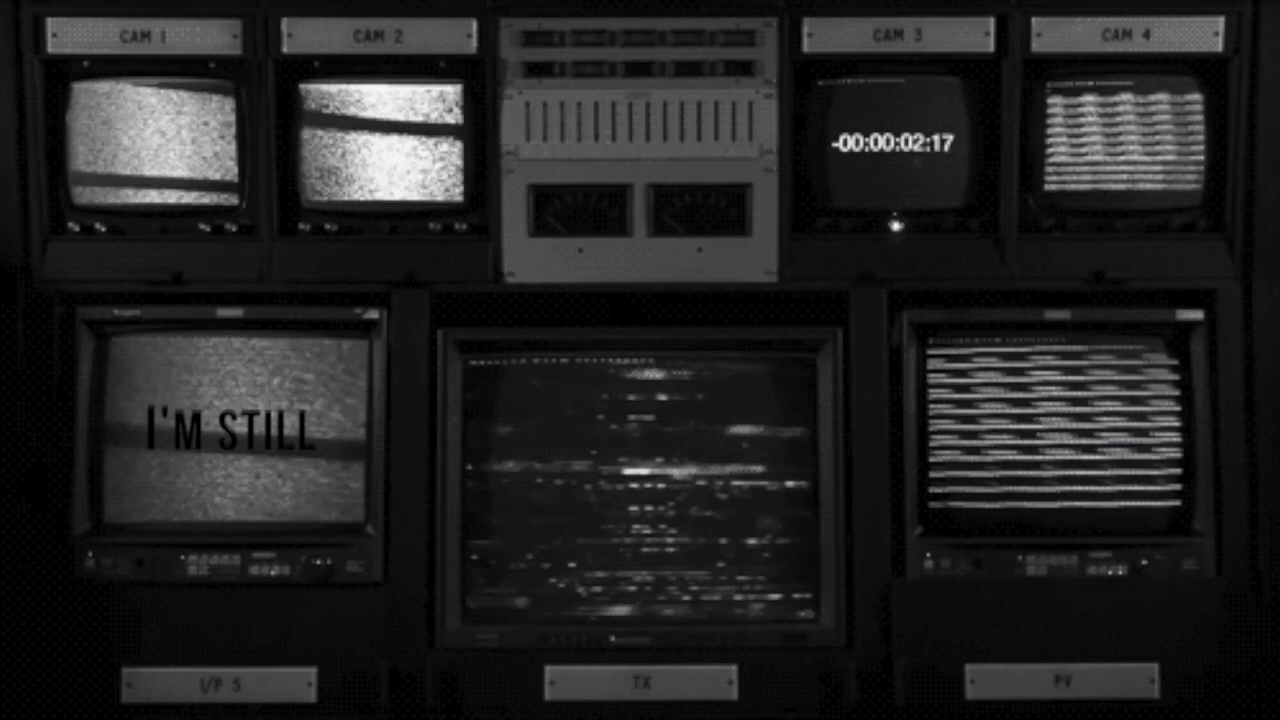 CAM 1
CAM 2
CAM 3
CAM 4
-00:00:02:17
I'M STILL
I/P 5
TX
PV